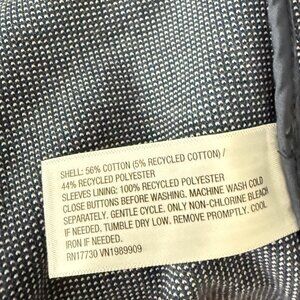 SHELL: 56% COTTON (5% RECYCLED COTTON) /
44% RECYCLED POLYESTER
SLEEVES LINING: 100% RECYCLED POLYESTER
CLOSE BUTTONS BEFORE WASHING. MACHINE WASH COLD
SEPARATELY. GENTLE CYCLE. ONLY NON-CHLORINE BLEACH
IF NEEDED. TUMBLE DRY LOW. REMOVE PROMPTLY. COOL
IRON IF NEEDED.
RN17730 VN1989909